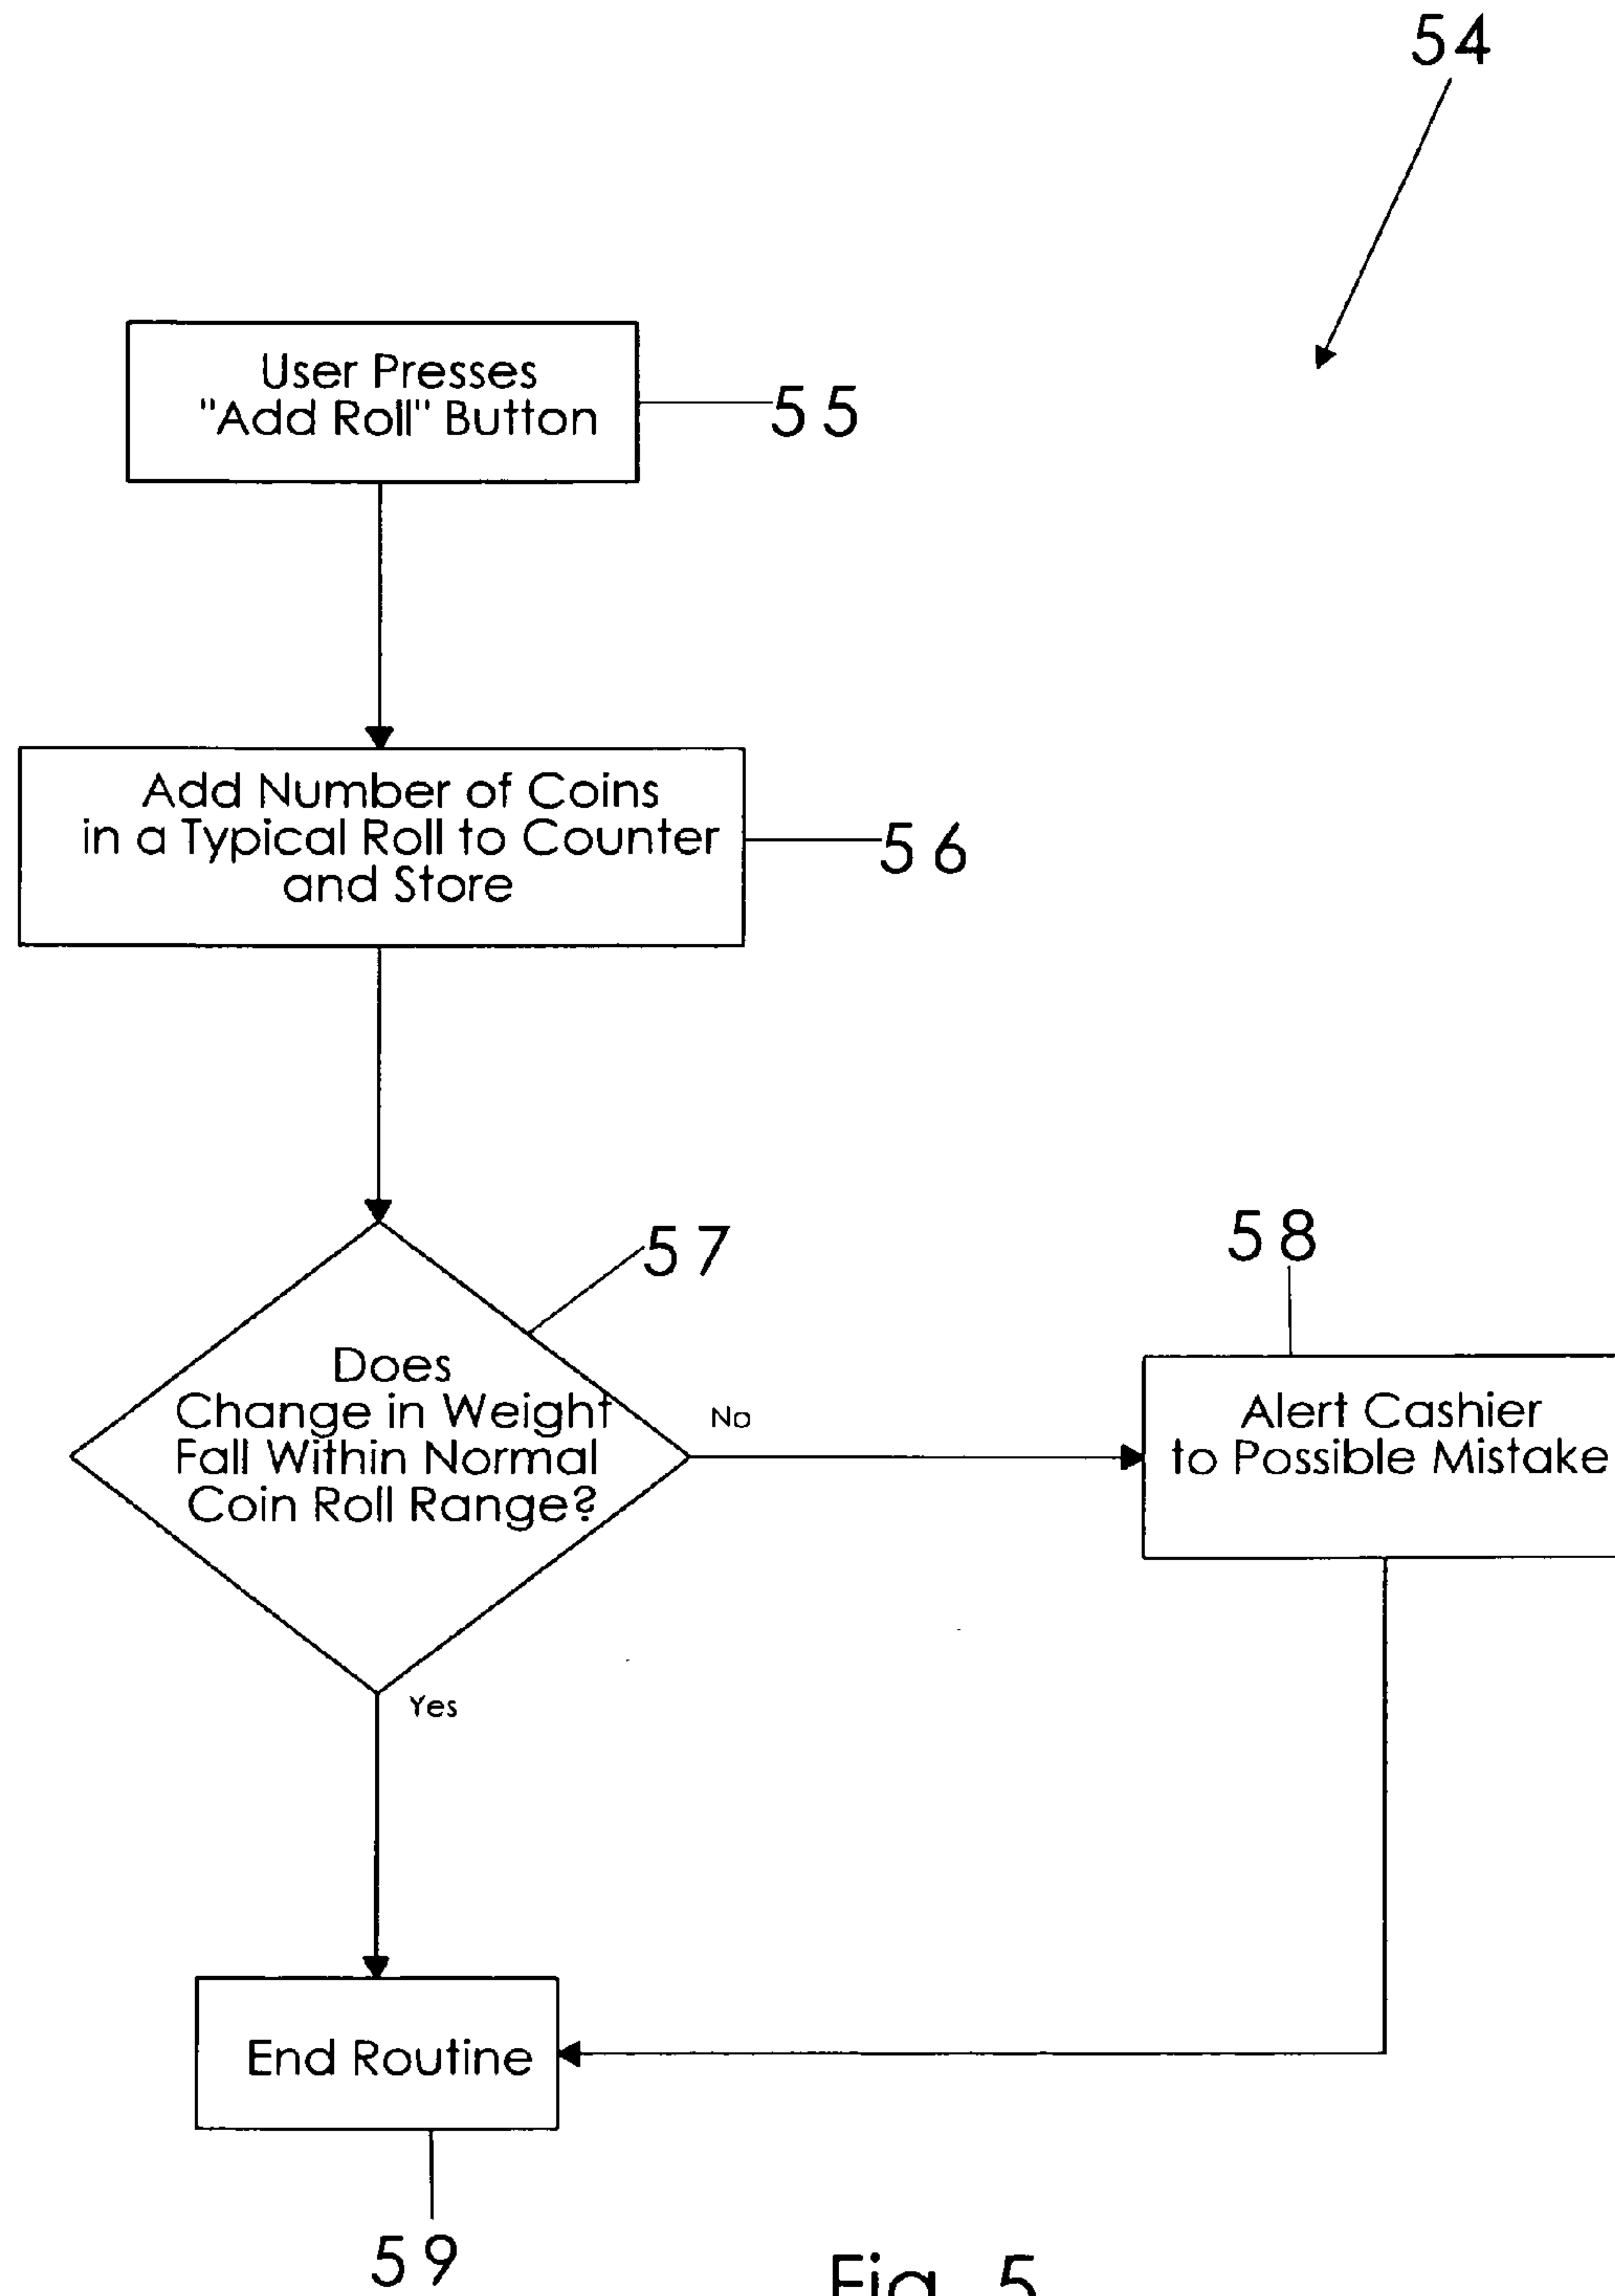 54
User Presses
"Add Roll" Button
55
Add Number of Coins
in a Typical Roll to Counter
and Store
56
57
Does
Change in Weight
Fall Within Normal
Coin Roll Range?
No
58
Alert Cashier
to Possible Mistake
Yes
End Routine
59
Fig. 5